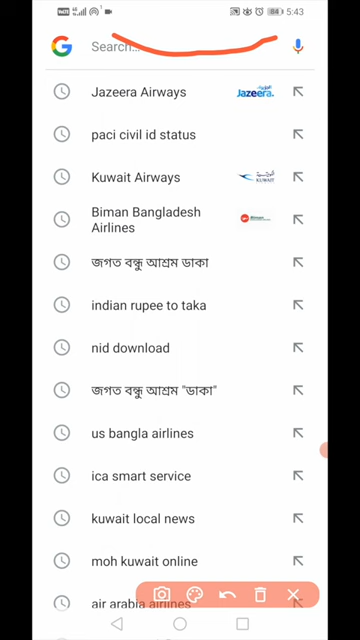 5:43
84
Search...
Jazeera Airways
Jazeera.
paci civil id status
Kuwait Airways
KUWAIT
Biman Bangladesh
Airlines
Biman
জগত বন্ধু আশ্রম ডাকা
indian rupee to taka
nid download
জগত বন্ধু আশ্রম "ডাকা"
us bangla airlines
ica smart service
kuwait local news
moh kuwait online
air arabia airlines